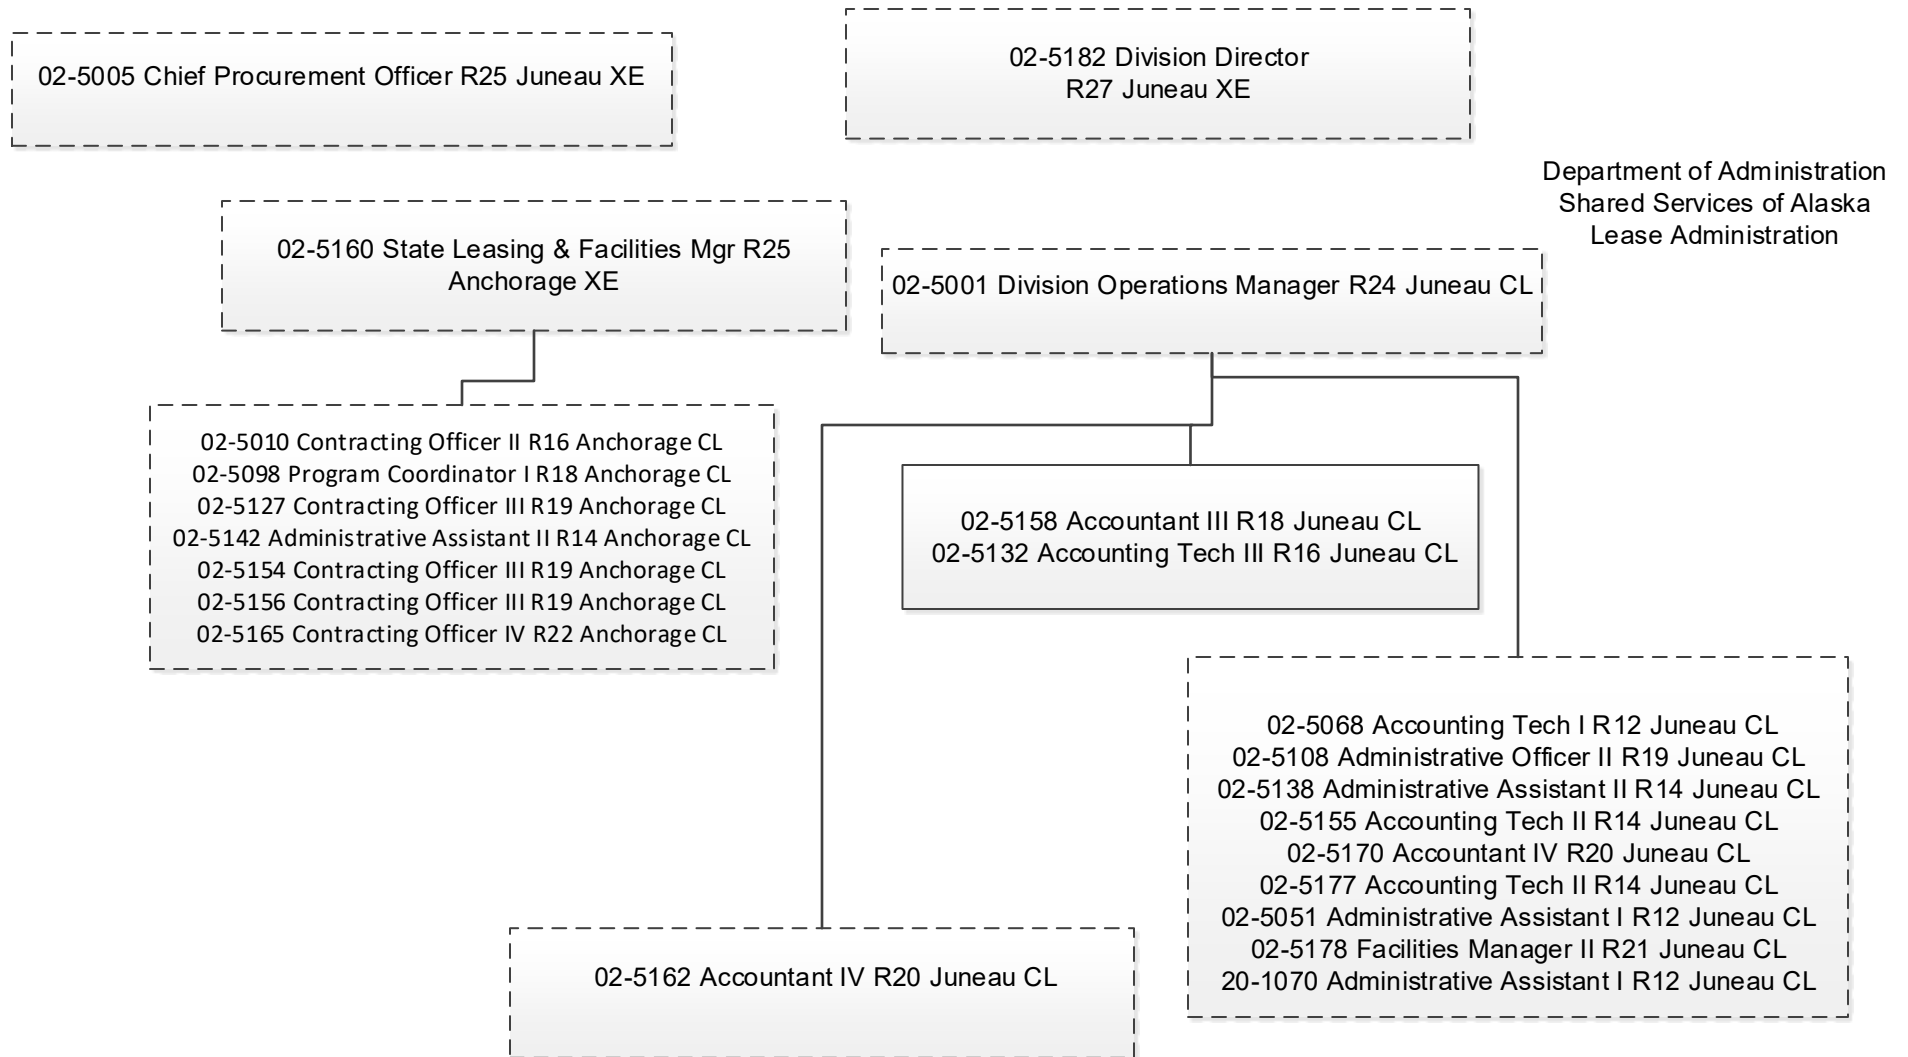 02-5005 Chief Procurement Officer R25 Juneau XE
02-5182 Division Director
R27 Juneau XE
Department of Administration
Shared Services of Alaska
Lease Administration
02-5160 State Leasing & Facilities Mgr R25
Anchorage XE
02-5001 Division Operations Manager R24 Juneau CL
02-5010 Contracting Officer II R16 Anchorage CL
02-5098 Program Coordinator I R18 Anchorage CL
02-5127 Contracting Officer III R19 Anchorage CL
02-5142 Administrative Assistant II R14 Anchorage CL
02-5154 Contracting Officer III R19 Anchorage CL
02-5156 Contracting Officer III R19 Anchorage CL
02-5165 Contracting Officer IV R22 Anchorage CL
02-5158 Accountant III R18 Juneau CL
02-5132 Accounting Tech III R16 Juneau CL
02-5068 Accounting Tech I R12 Juneau CL
02-5108 Administrative Officer II R19 Juneau CL
02-5138 Administrative Assistant II R14 Juneau CL
02-5155 Accounting Tech II R14 Juneau CL
02-5170 Accountant IV R20 Juneau CL
02-5177 Accounting Tech II R14 Juneau CL
02-5051 Administrative Assistant I R12 Juneau CL
02-5178 Facilities Manager II R21 Juneau CL
20-1070 Administrative Assistant I R12 Juneau CL
02-5162 Accountant IV R20 Juneau CL